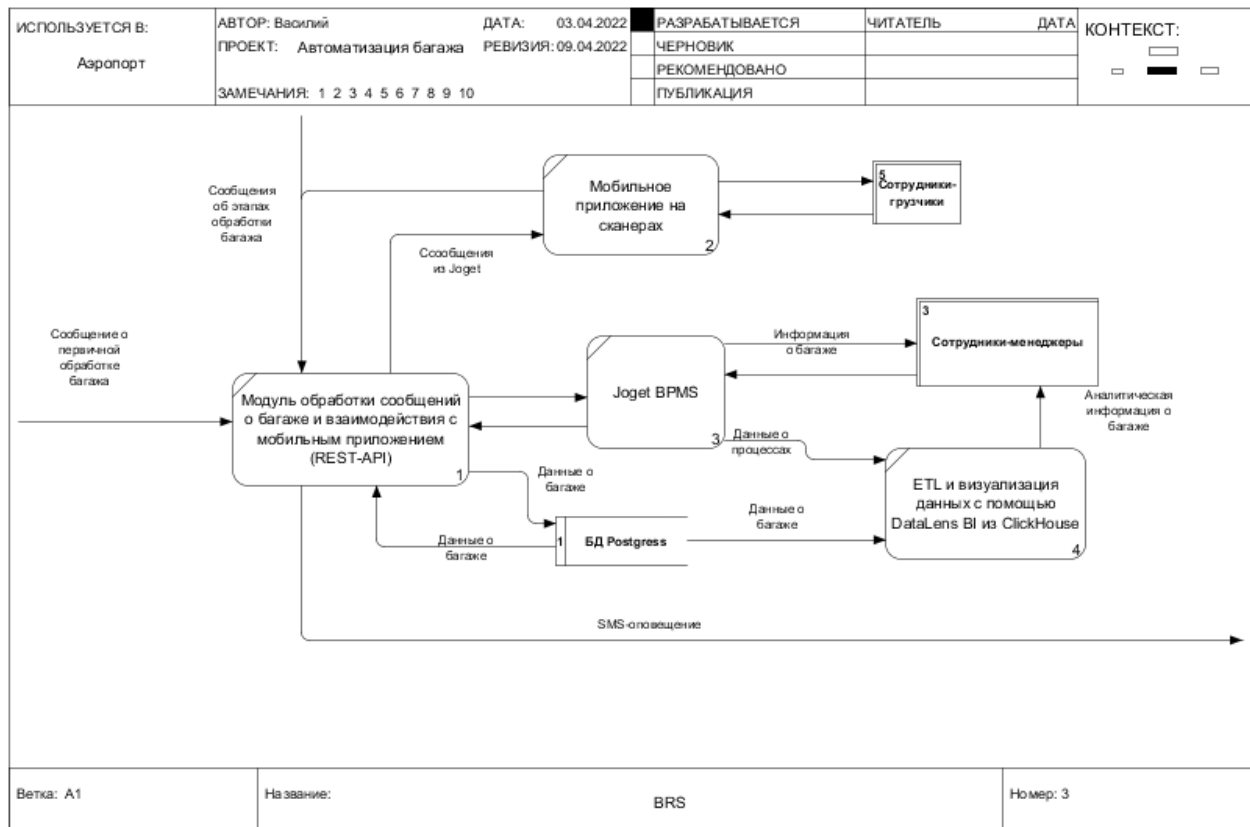 ИСПОЛЬЗУЕТСЯ В:
Аэропорт
АВТОР: Василий
ДАТА: 03.04.2022
ПРОЕКТ: Автоматизация багажа
РЕВИЗИЯ: 09.04.2022
ЗАМЕЧАНИЯ: 1 2 3 4 5 6 7 8 9 10
РАЗРАБАТЫВАЕТСЯ
ЧЕРНОВИК
РЕКОМЕНДОВАНО
ПУБЛИКАЦИЯ
ЧИТАТЕЛЬ
ДАТА
КОНТЕКСТ:
Сообщения
об этапах
обработки
багажа
Мобильное
приложение на
сканерах
2
5
Сотрудники-
грузчики
Ссообщения
из Joget
Сообщение о
первичной
обработке
багажа
Модуль обработки сообщений
о багаже и взаимодействия с
мобильным приложением
(REST-API)
1
Joget BPMS
3
Информация
о багаже
3
Сотрудники-менеджеры
Аналитическая
информация о
багаже
Данные о
процессах
ETL и визуализация
данных с помощью
DataLens BI из ClickHouse
4
Данные о
багаже
Данные о
багаже
1
БД Postgress
Данные о
багаже
SMS-оповещение
Ветка: A1
Название:
BRS
Номер: 3